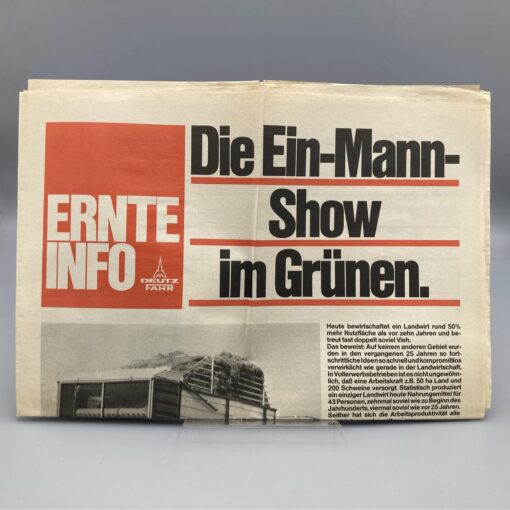 ERNTE
INFO
DEUTZ
FAHR
Die Ein-Mann-
Show
im Grünen.
Heute bewirtschaftet ein Landwirt rund 50%
mehr Nutzfläche als vor zehn Jahren und be-
treut fast doppelt soviel Vieh.
Das beweist: Auf keinem anderen Gebiet wur-
den in den vergangenen 25 Jahren so fort-
schrittliche Ideen so schnell und kompromißlos
verwirklicht wie gerade in der Landwirtschaft.
In Vollerwerbsbetrieben ist es nicht ungewöhn-
lich, daß eine Arbeitskraft z.B. 50 ha Land und
200 Schweine versorgt. Statistisch produziert
ein einziger Landwirt heute Nahrungsmittel für
43 Personen, zehnmal soviel wie zu Beginn des
Jahrhunderts, viermal soviel wie vor 25 Jahren.
Seither hat sich die Arbeitsproduktivität alle